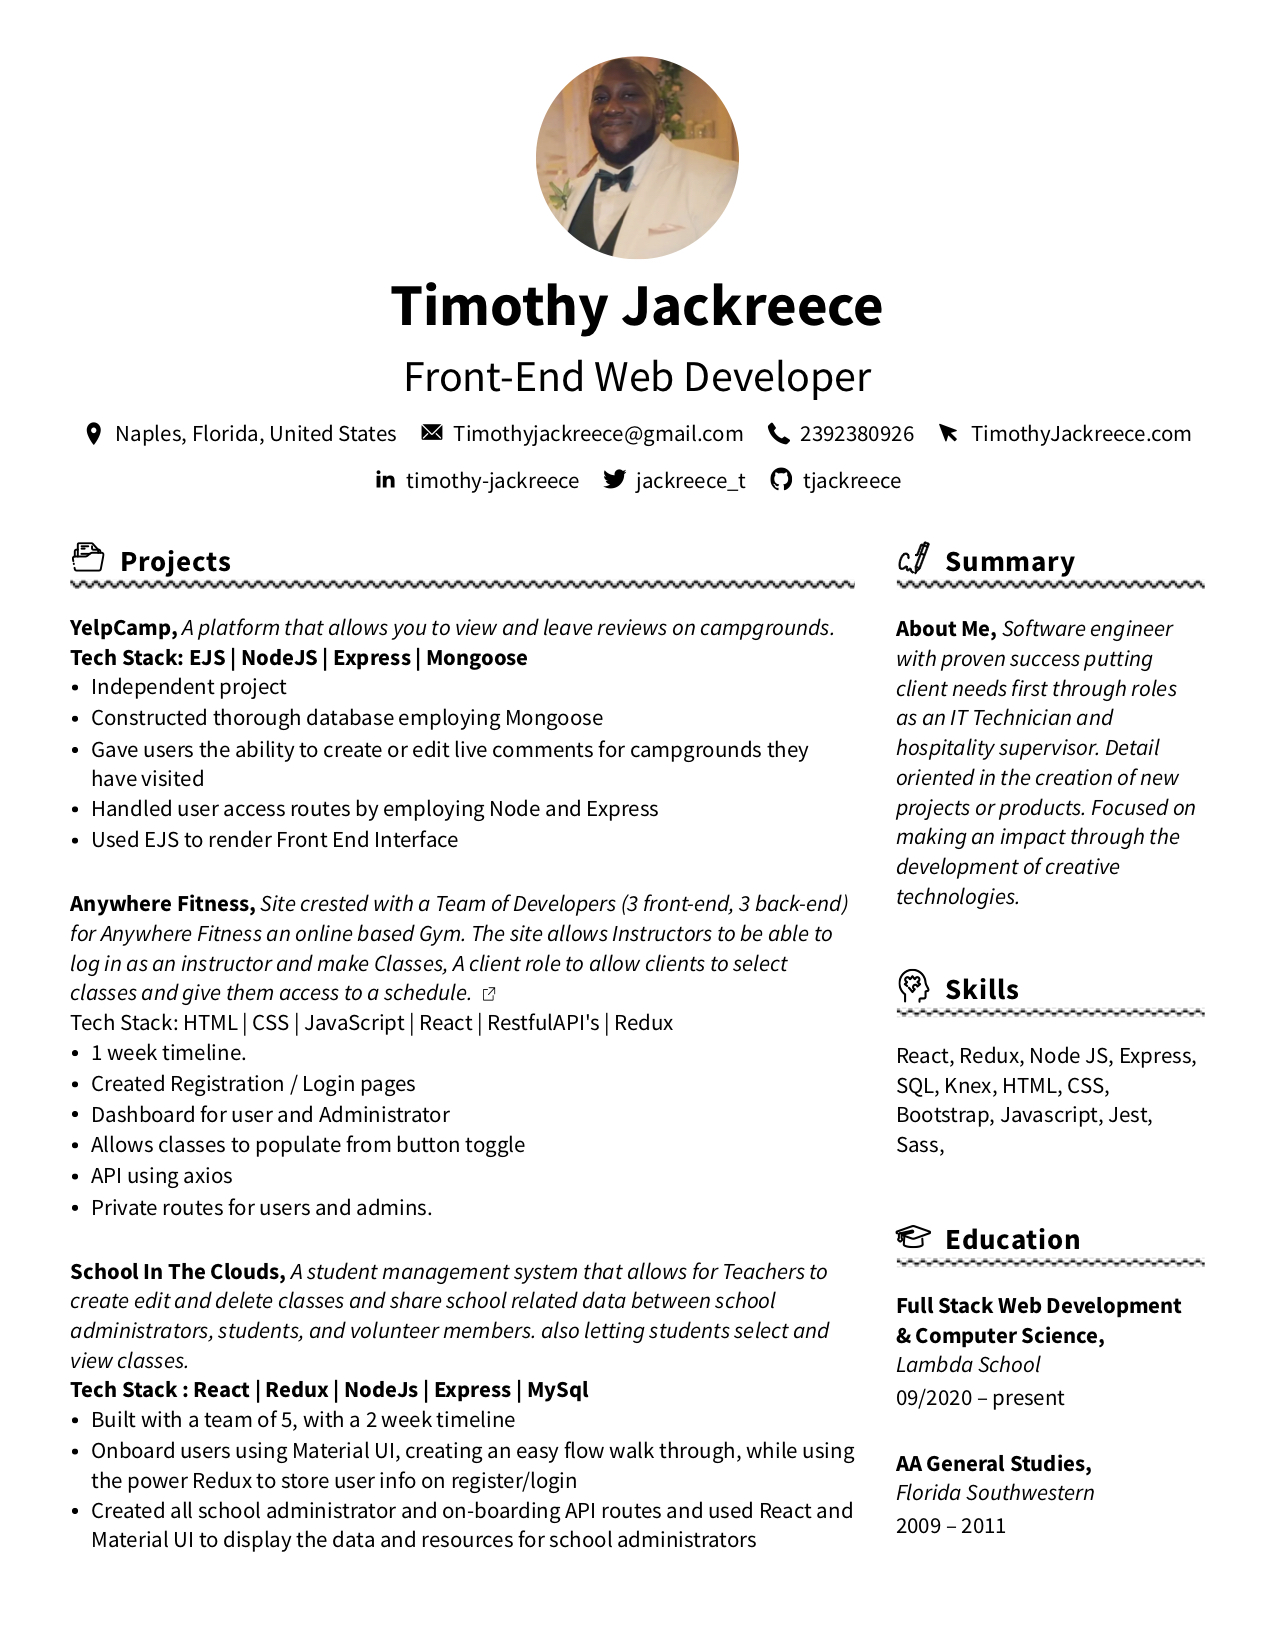 Timothy Jackreece
Front-End Web Developer
Naples, Florida, United States Timothyjackreece@gmail.com 2392380926 TimothyJackreece.com
timothy-jackreece jackreece_t tjackreece
Projects
YelpCamp, A platform that allows you to view and leave reviews on campgrounds.
Tech Stack: EJS | NodeJS | Express | Mongoose
• Independent project
• Constructed thorough database employing Mongoose
• Gave users the ability to create or edit live comments for campgrounds they
have visited
• Handled user access routes by employing Node and Express
• Used EJS to render Front End Interface
Anywhere Fitness, Site crested with a Team of Developers (3 front-end, 3 back-end)
for Anywhere Fitness an online based Gym. The site allows Instructors to be able to
log in as an instructor and make Classes, A client role to allow clients to select
classes and give them access to a schedule.
Tech Stack: HTML | CSS | JavaScript | React | RestfulAPI's | Redux
• 1 week timeline.
• Created Registration / Login pages
• Dashboard for user and Administrator
• Allows classes to populate from button toggle
• API using axios
• Private routes for users and admins.
School In The Clouds, A student management system that allows for Teachers to
create edit and delete classes and share school related data between school
administrators, students, and volunteer members. also letting students select and
view classes.
Tech Stack : React | Redux | NodeJs | Express | MySql
• Built with a team of 5, with a 2 week timeline
• Onboard users using Material UI, creating an easy flow walk through, while using
the power Redux to store user info on register/login
• Created all school administrator and on-boarding API routes and used React and
Material UI to display the data and resources for school administrators
Summary
About Me, Software engineer
with proven success putting
client needs first through roles
as an IT Technician and
hospitality supervisor. Detail
oriented in the creation of new
projects or products. Focused on
making an impact through the
development of creative
technologies.
Skills
React, Redux, Node JS, Express,
SQL, Knex, HTML, CSS,
Bootstrap, Javascript, Jest,
Sass,
Education
Full Stack Web Development
& Computer Science,
Lambda School
09/2020 – present
AA General Studies,
Florida Southwestern
2009 – 2011